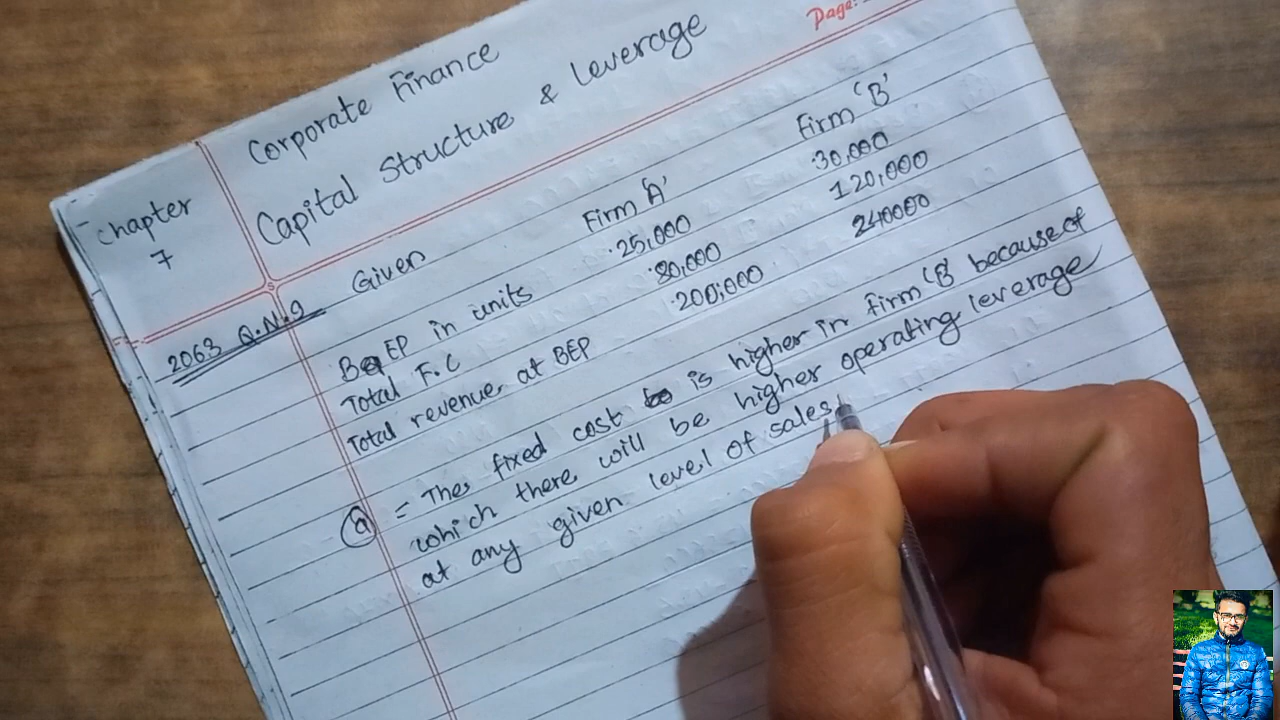 Corporate Finance
Page:
Capital Structure & Leverage
Chapter
7
2063 Q.N.9
Given Firm 'A' Firm 'B'
BEP in units 25,000 30,000
Total F.C 80,000 120,000
Total revenue at BEP 200,000 240000
(a) = The fixed cost is higher in firm 'B' because of
which there will be higher operating leverage
at any given level of sales.